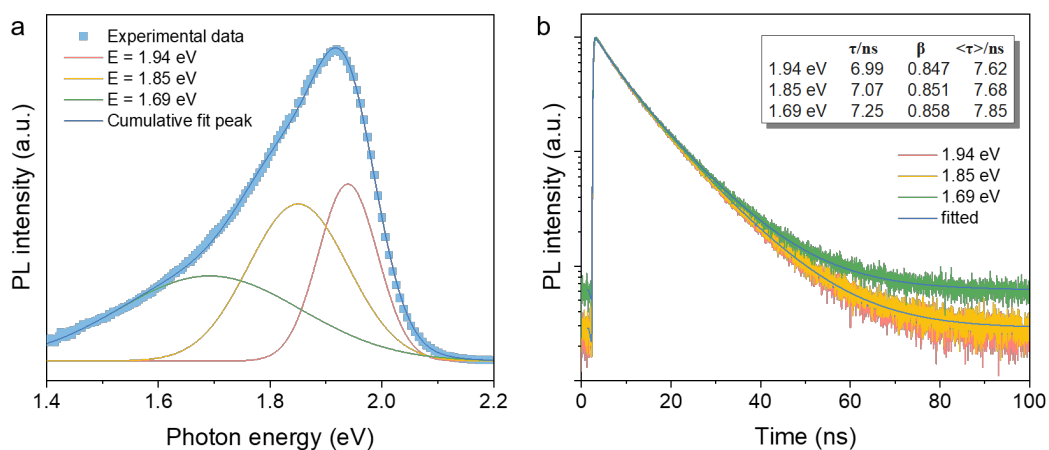 a
Experimental data
E = 1.94 eV
E = 1.85 eV
E = 1.69 eV
Cumulative fit peak
PL intensity (a.u.)
1.4 1.6 1.8 2.0 2.2
Photon energy (eV)
b
τ/ns β <τ>/ns
1.94 eV 6.99 0.847 7.62
1.85 eV 7.07 0.851 7.68
1.69 eV 7.25 0.858 7.85
1.94 eV
1.85 eV
1.69 eV
fitted
PL intensity (a.u.)
0 20 40 60 80 100
Time (ns)